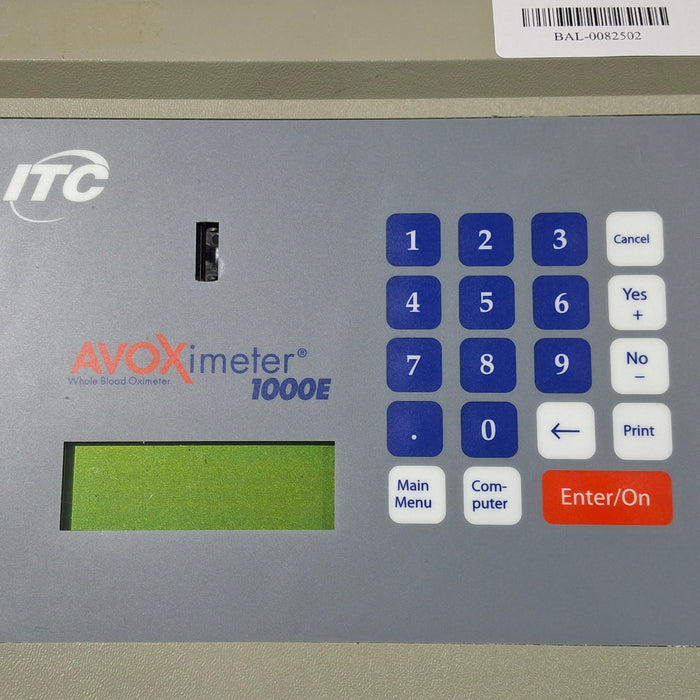 BAL-0082502
ITC
AVOXimeter®
Whole Blood Oximeter
1000E
1 2 3 Cancel
4 5 6 Yes
+
7 8 9 No
–
. 0 ← Print
Main
Menu
Com-
puter
Enter/On